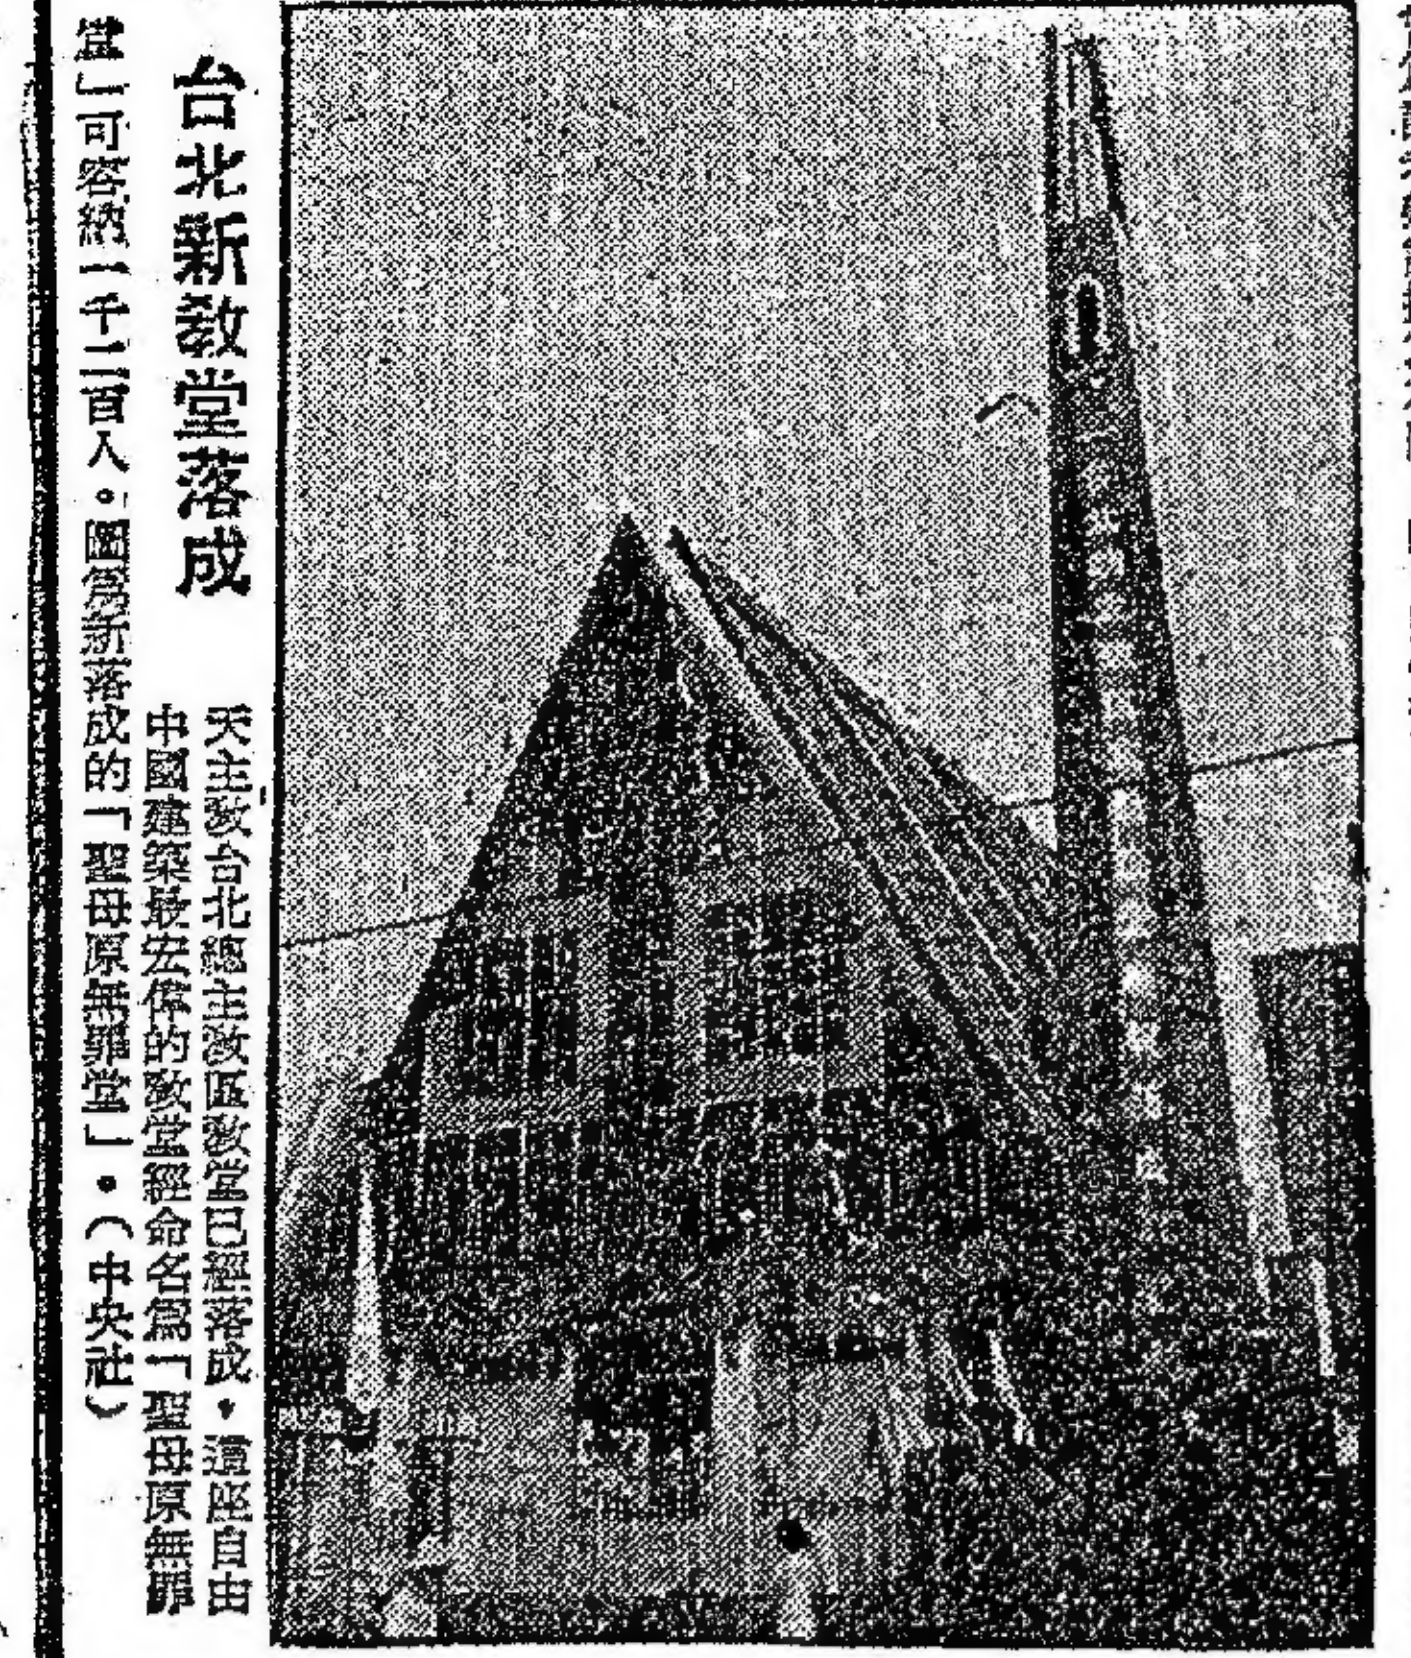 台北新教堂落成
天主教台北總主教區教堂已經落成,這座自由
中國建築最宏偉的教堂經命名為「聖母原無罪
堂」可容納一千二百人。圖為新落成的「聖母原無罪堂」。(中央社)